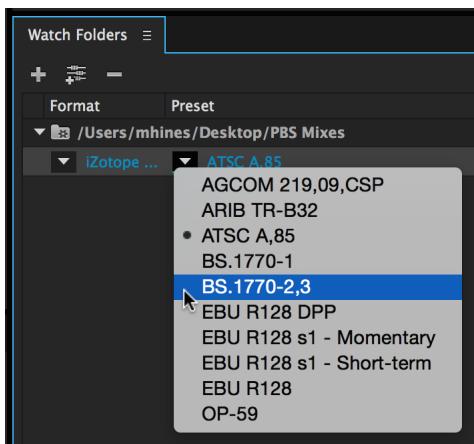 Watch Folders
Format Preset
/Users/mhines/Desktop/PBS Mixes
iZotope ... ATSC A.85
AGCOM 219,09,CSP
ARIB TR-B32
ATSC A,85
BS.1770-1
BS.1770-2,3
EBU R128 DPP
EBU R128 s1 - Momentary
EBU R128 s1 - Short-term
EBU R128
OP-59